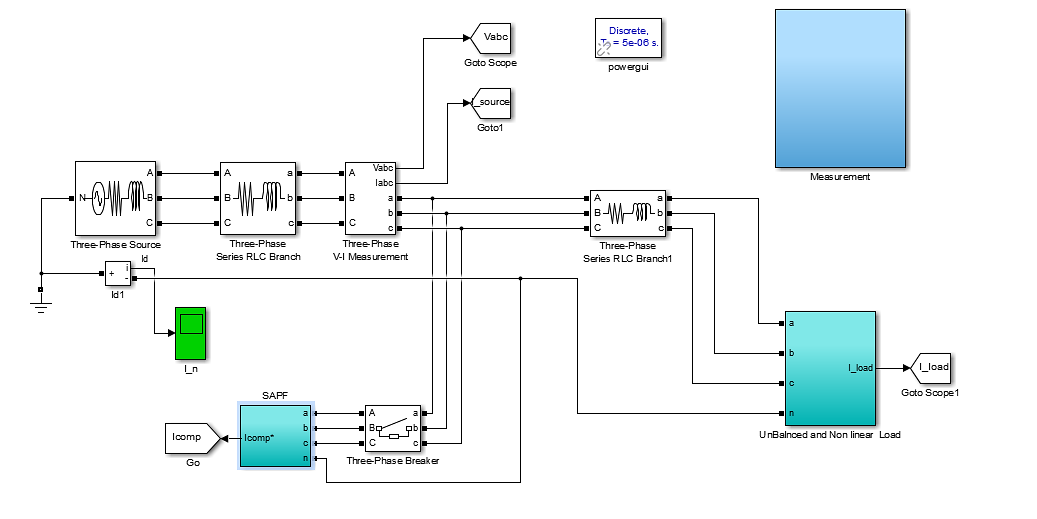 Vabc
Goto Scope
I_source
Goto1
Discrete,
= 5e-06 s.
powergui
Measurement
N
A
B
C
Three-Phase Source
A
B
C
a
b
c
Three-Phase
Series RLC Branch
A
B
C
Vabc
Iabc
a
b
c
Three-Phase
V-I Measurement
A
B
C
a
b
c
Three-Phase
Series RLC Branch1
Id
+
i
-
Id1
I_n
a
b
c
n
I_load
UnBalnced and Non linear Load
I_load
Goto Scope1
SAPF
Icomp
Go
Icomp*
a
b
c
n
A
B
C
a
b
c
Three-Phase Breaker